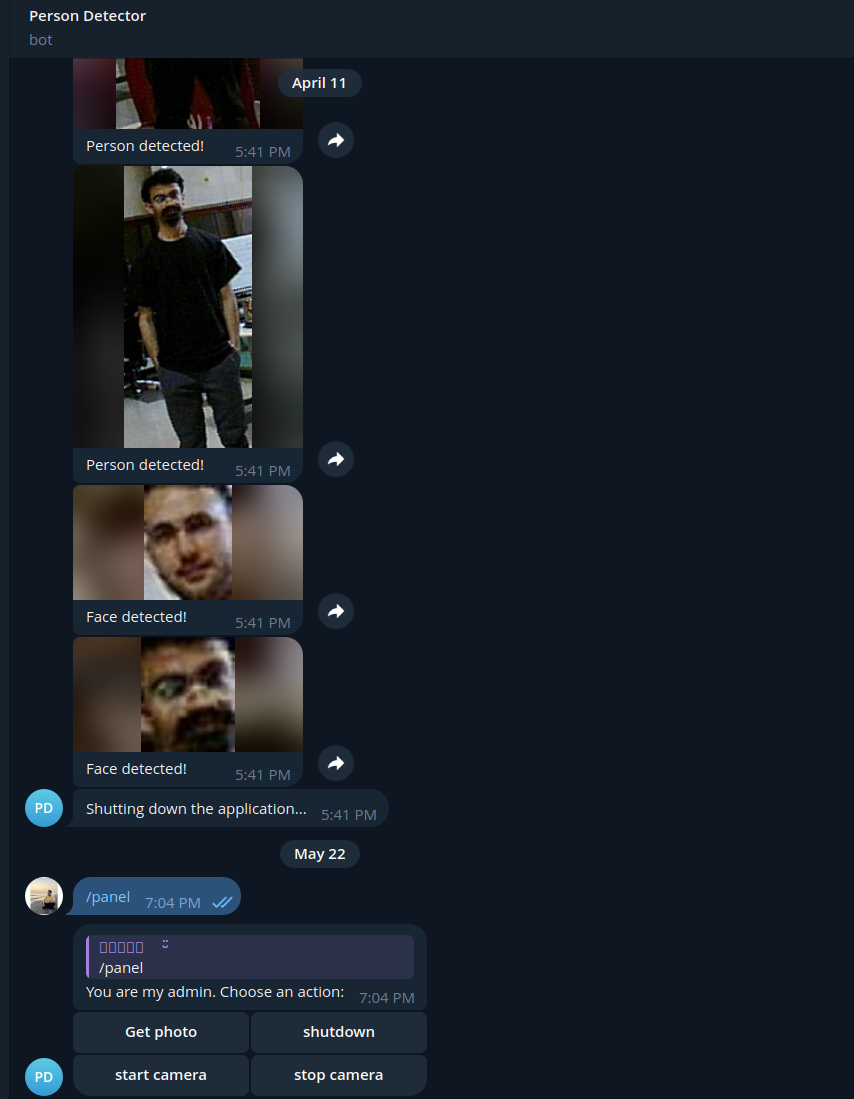 Person Detector
bot
April 11
Person detected!
5:41 PM
Person detected!
5:41 PM
Face detected!
5:41 PM
Face detected!
5:41 PM
PD
Shutting down the application...
5:41 PM
May 22
/panel
7:04 PM
/panel
You are my admin. Choose an action:
7:04 PM
Get photo
shutdown
PD
start camera
stop camera